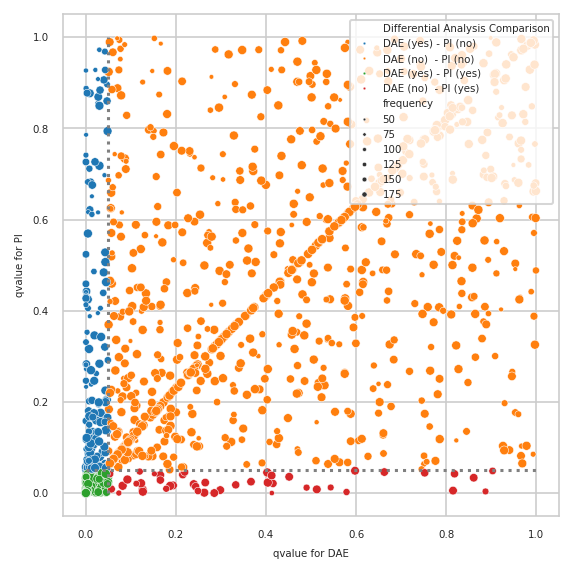 Differential Analysis Comparison
DAE (yes) - PI (no)
DAE (no)  - PI (no)
DAE (yes) - PI (yes)
DAE (no)  - PI (yes)
frequency
50
75
100
125
150
175
1.0
0.8
0.6
0.4
0.2
0.0
qvalue for PI
0.0 0.2 0.4 0.6 0.8 1.0
qvalue for DAE